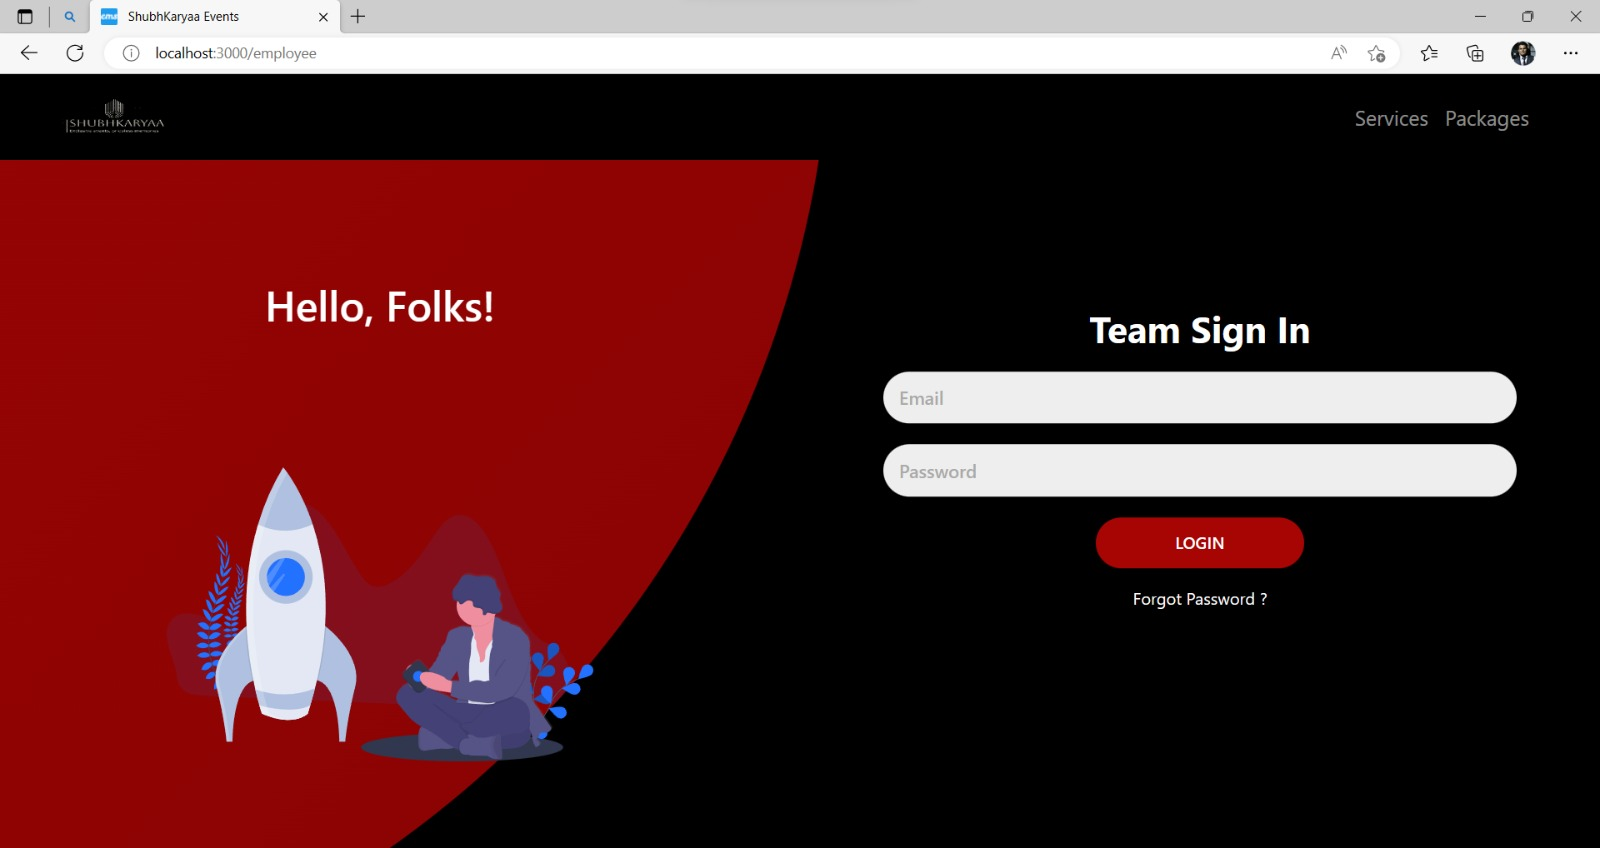 ShubhKaryaa Events
localhost:3000/employee
SHUBHKARYAA
Services Packages
Hello, Folks!
Team Sign In
Email
Password
LOGIN
Forgot Password ?